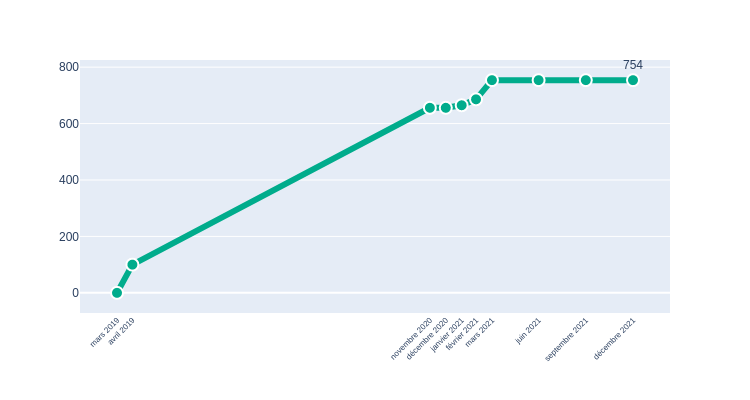 754
800
600
400
200
0
mars 2019
avril 2019
novembre 2020
décembre 2020
janvier 2021
février 2021
mars 2021
juin 2021
septembre 2021
décembre 2021